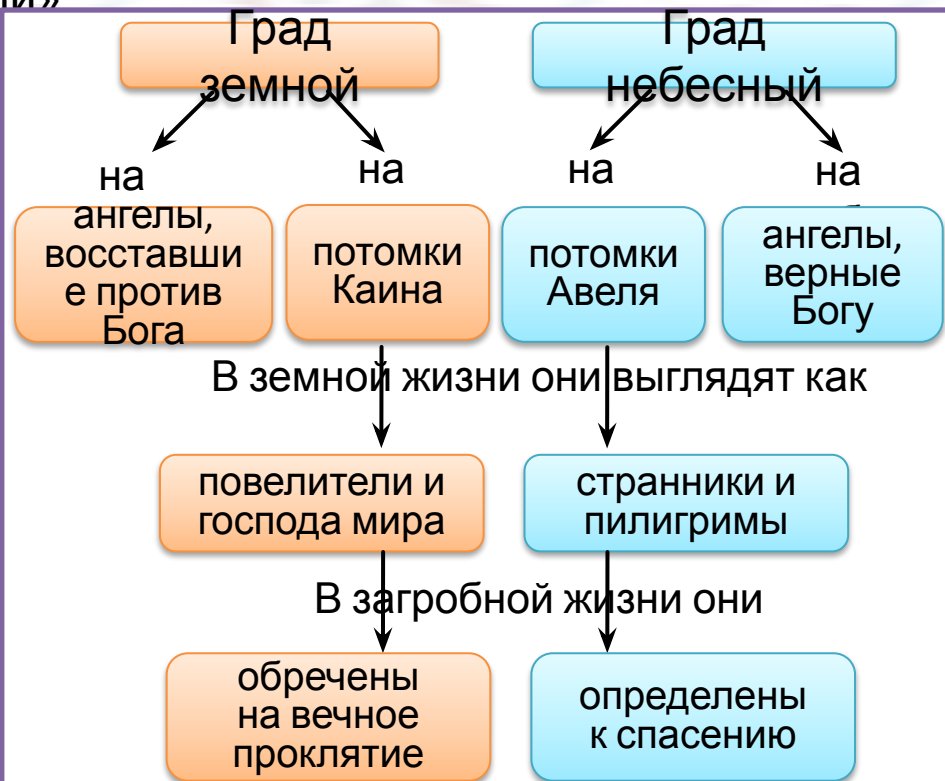 Град
земной
Град
небесный
на
на
на
на
ангелы,
восставши
е против
Бога
потомки
Каина
потомки
Авеля
ангелы,
верные
Богу
В земной жизни они выглядят как
повелители и
господа мира
странники и
пилигримы
В загробной жизни они
обречены
на вечное
проклятие
определены
к спасению